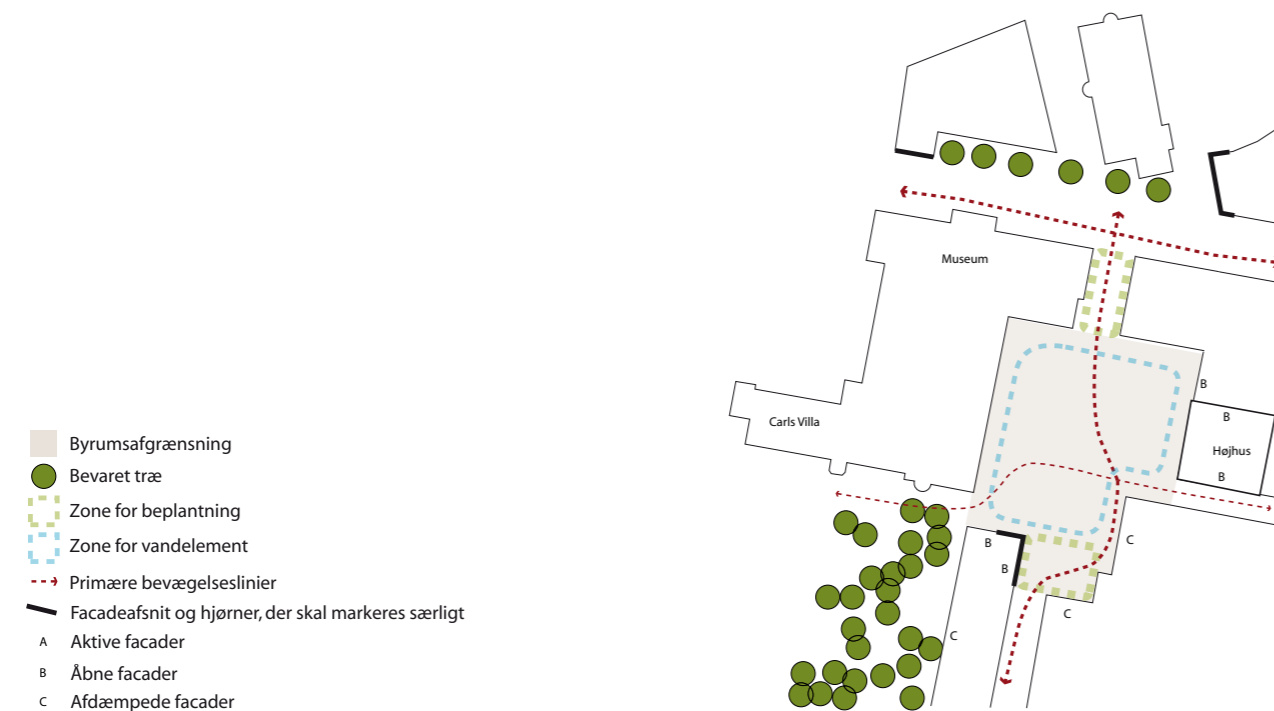 Museum
Carls Villa
B
B
Højhus
B
B
B
C
C
C
Byrumsafgrænsning
Bevaret træ
Zone for beplantning
Zone for vandelement
Primære bevægelseslinier
Facadeafsnit og hjørner, der skal markeres særligt
A Aktive facader
B Åbne facader
C Afdæmpede facader